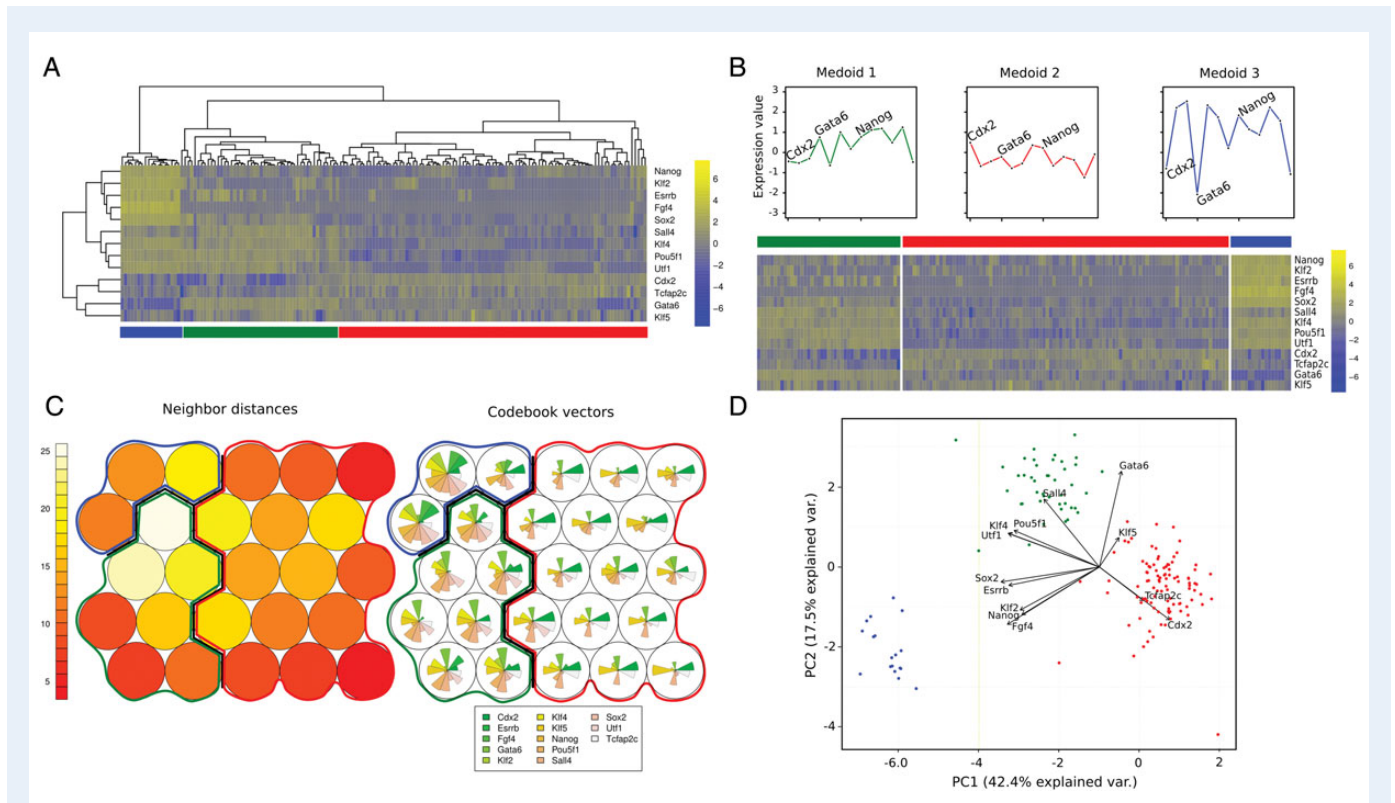 A
Nanog
Klf2
Esrrb
Fgf4
Sox2
Sall4
Klf4
Pou5f1
Utf1
Cdx2
Tcfap2c
Gata6
Klf5
6
4
2
0
−2
−4
−6
B
Medoid 1
Medoid 2
Medoid 3
Expression value
3
2
1
0
-1
-2
-3
Cdx2
Gata6
Nanog
Cdx2
Gata6
Nanog
Cdx2
Gata6
Nanog
Nanog
Klf2
Esrrb
Fgf4
Sox2
Sall4
Klf4
Pou5f1
Utf1
Cdx2
Tcfap2c
Gata6
Klf5
6
4
2
0
−2
−4
−6
C
Neighbor distances
Codebook vectors
25
20
15
10
5
Cdx2
Esrrb
Fgf4
Gata6
Klf2
Klf4
Klf5
Nanog
Pou5f1
Sall4
Sox2
Utf1
Tcfap2c
D
PC2 (17.5% explained var.)
2
0
-2
-4
Gata6
Sall4
Klf4
Pou5f1
Utf1
Klf5
Sox2
Esrrb
Klf2
Nanog
Fgf4
Tcfap2c
Cdx2
-6.0
-4
-2
0
2
PC1 (42.4% explained var.)